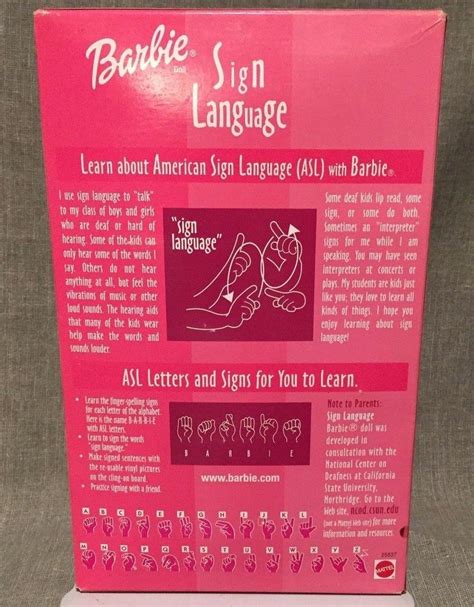 Barbie® Doll
Sign
Language
Learn about American Sign Language (ASL) with Barbie®.
I use sign language to "talk"
to my class of boys and girls
who are deaf or hard of
hearing. Some of the kids can
only hear some of the words I
say. Others do not hear
anything at all, but feel the
vibrations of music or other
loud sounds. The hearing aids
that many of the kids wear
help make the words and
sounds louder.
"sign
language"
Some deaf kids lip read, some
sign, or some do both.
Sometimes an "interpreter"
signs for me while I am
speaking. You may have seen
interpreters at concerts or
plays. My students are kids just
like you; they love to learn all
kinds of things. I hope you
enjoy learning about sign
language!
ASL Letters and Signs for You to Learn.
• Learn the finger-spelling signs
for each letter of the alphabet.
Here is the name B-A-R-B-I-E
with ASL letters.
• Learn to sign the words
"sign language."
• Make signed sentences with
the re-usable vinyl pictures
on the cling-on board.
• Practice signing with a friend.
B A R B I E
www.barbie.com
Note to Parents:
Sign Language
Barbie® doll was
developed in
consultation with the
National Center on
Deafness at California
State University,
Northridge. Go to the
Web site, ncod.csun.edu
(not a Mattel Web site) for more
information and resources.
A B C D E F G H I J K L
M N O P Q R S T U V W X Y Z
MATTEL